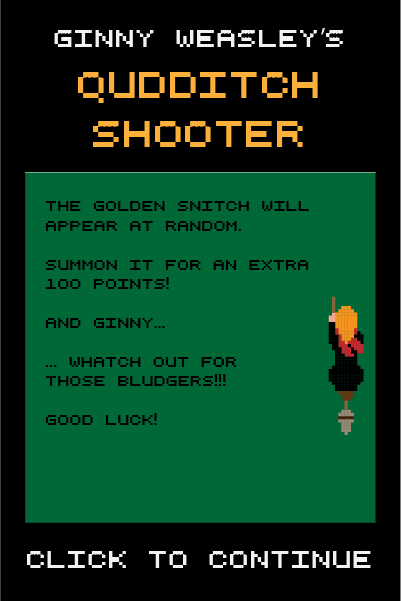 GINNY WEASLEY'S
QUDDITCH
SHOOTER
THE GOLDEN SNITCH WILL
APPEAR AT RANDOM.
SUMMON IT FOR AN EXTRA
100 POINTS!
AND GINNY...
... WHATCH OUT FOR
THOSE BLUDGERS!!!
GOOD LUCK!
CLICK TO CONTINUE